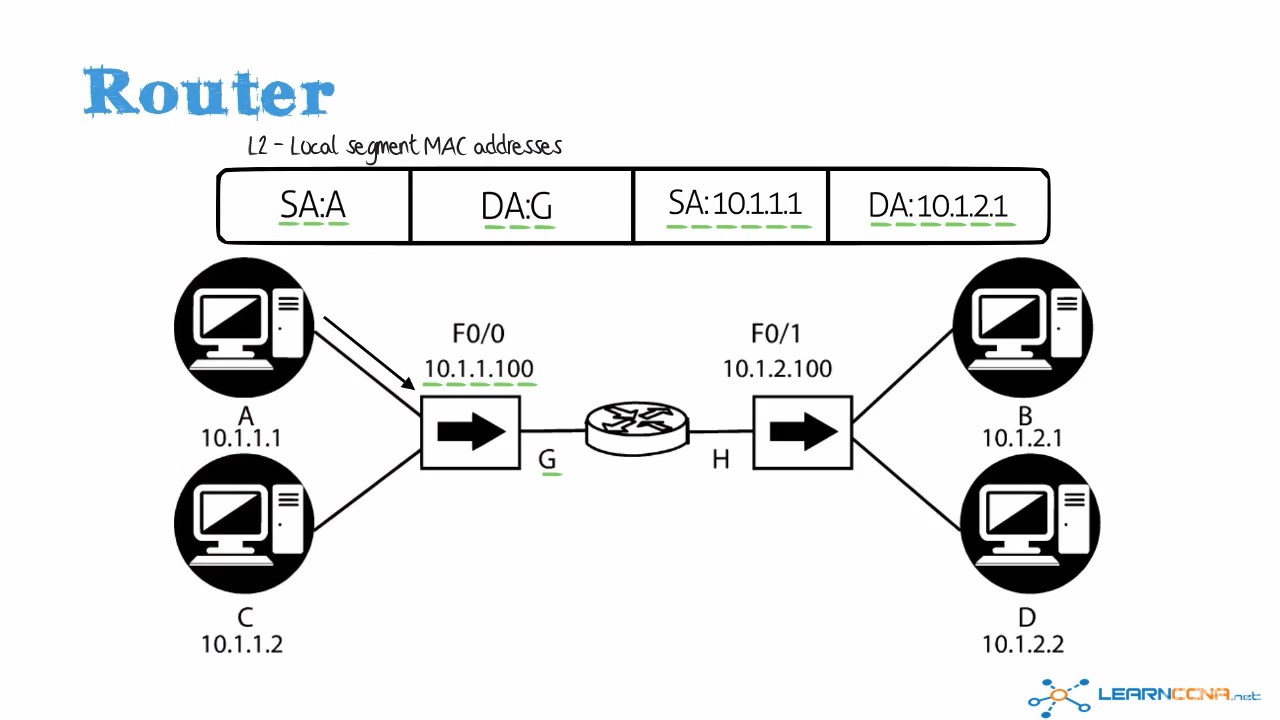 Router
L2 - Local segment MAC addresses
SA:A DA:G SA:10.1.1.1 DA:10.1.2.1
F0/0
10.1.1.100
F0/1
10.1.2.100
A
10.1.1.1
B
10.1.2.1
G
H
C
10.1.1.2
D
10.1.2.2
LEARNCCNA.net